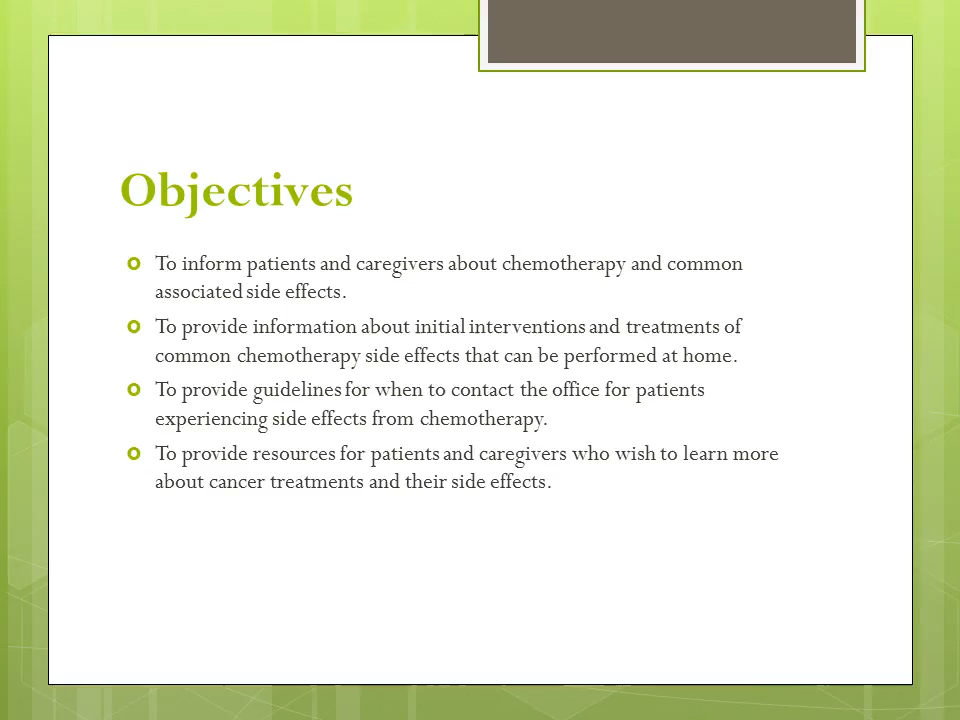 Objectives
To inform patients and caregivers about chemotherapy and common
associated side effects.
To provide information about initial interventions and treatments of
common chemotherapy side effects that can be performed at home.
To provide guidelines for when to contact the office for patients
experiencing side effects from chemotherapy.
To provide resources for patients and caregivers who wish to learn more
about cancer treatments and their side effects.